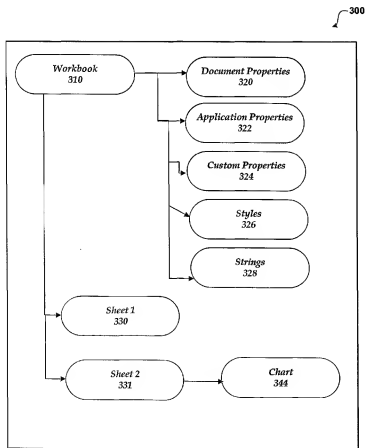 300
Workbook
310
Document Properties
320
Application Properties
322
Custom Properties
324
Styles
326
Strings
328
Sheet 1
330
Sheet 2
331
Chart
344